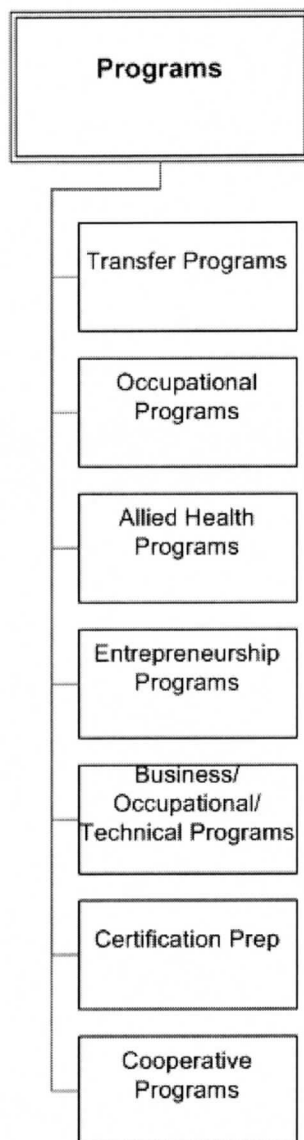 Programs
Transfer Programs
Occupational
Programs
Allied Health
Programs
Entrepreneurship
Programs
Business/
Occupational/
Technical Programs
Certification Prep
Cooperative
Programs